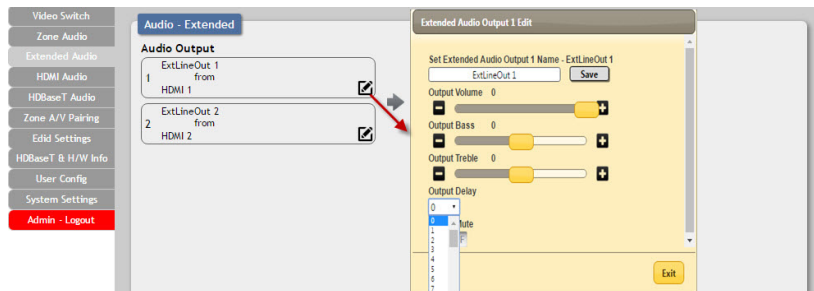 Video Switch
Zone Audio
Extended Audio
HDMI Audio
HDBaseT Audio
Zone A/V Pairing
Edid Settings
HDBaseT & H/W Info
User Config
System Settings
Admin - Logout
Audio - Extended
Audio Output
1
ExtLineOut 1
from
HDMI 1
2
ExtLineOut 2
from
HDMI 2
Extended Audio Output 1 Edit
Set Extended Audio Output 1 Name - ExtLineOut 1
ExtLineOut 1 Save
Output Volume 0
Output Bass 0
Output Treble 0
Output Delay
0
0
1
2
3
4
5
6
7
Exit